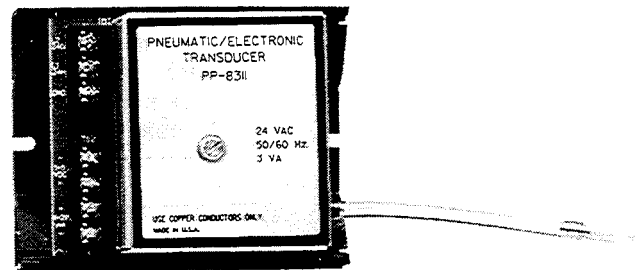 PNEUMATIC/ELECTRONIC
TRANSDUCER
PP-8311
24 VAC
50/60 Hz.
3 VA
USE COPPER CONDUCTORS ONLY
MADE IN U.S.A.